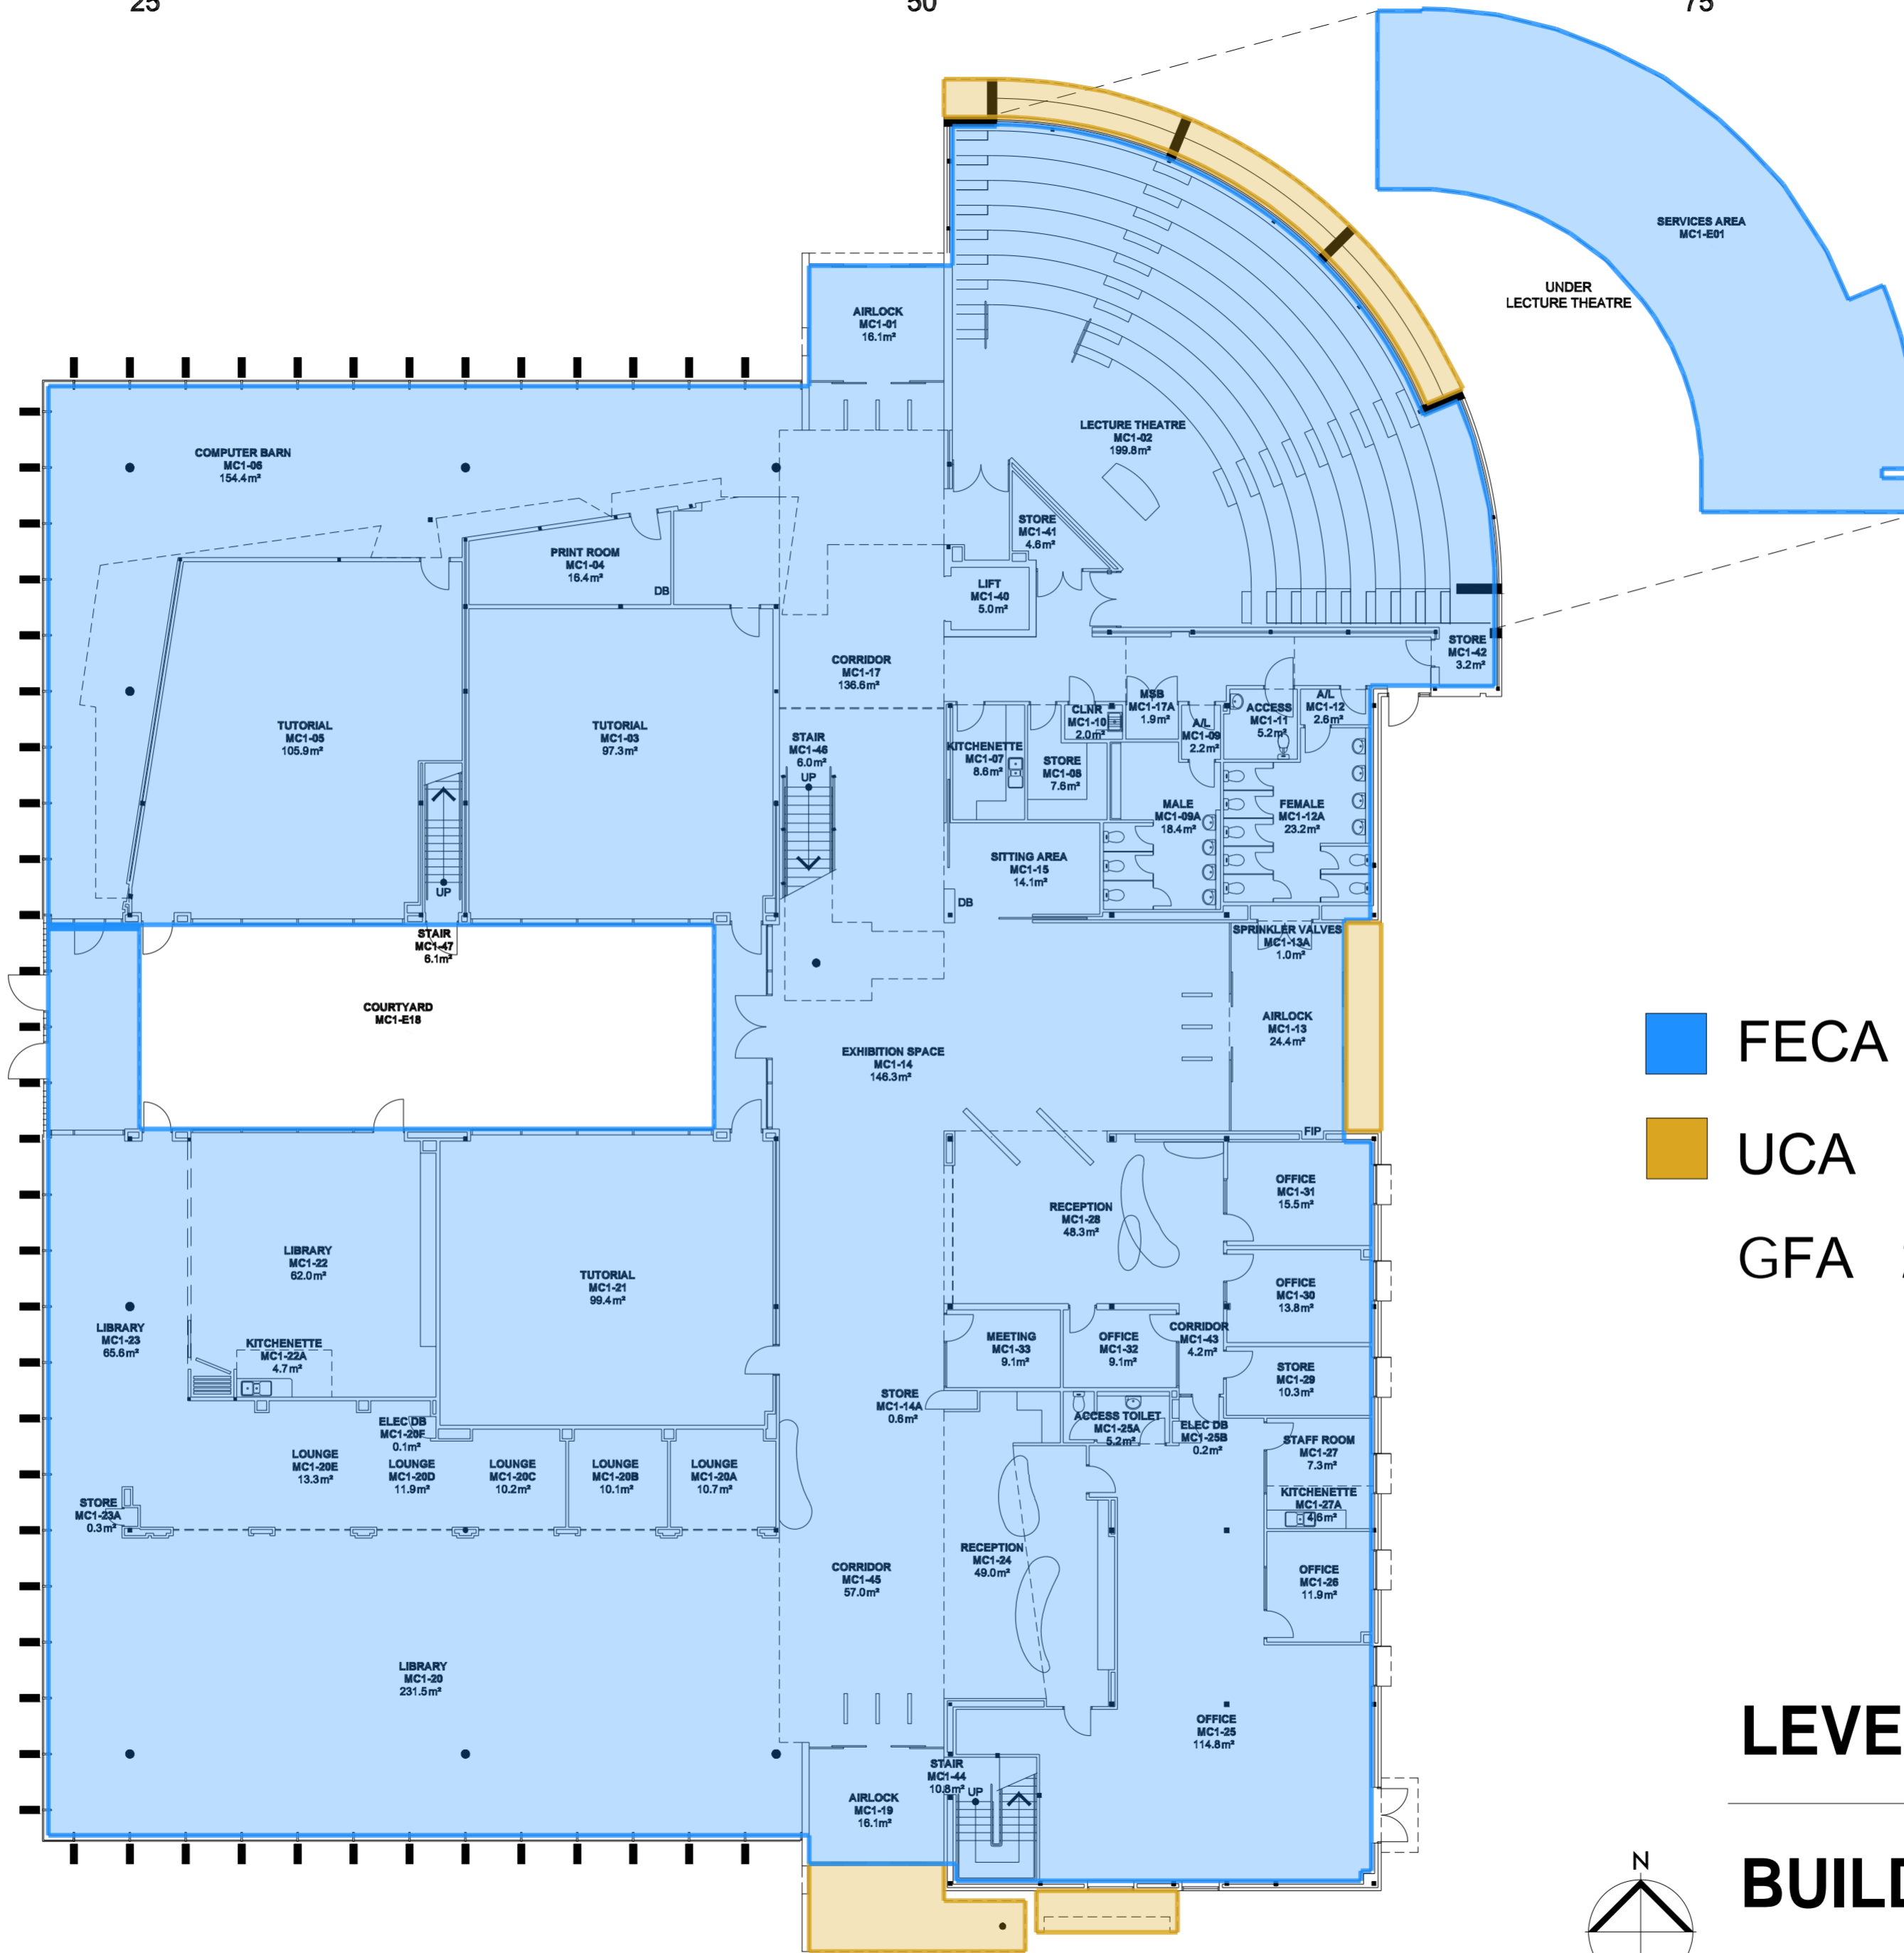 25
50
75
SERVICES AREA
MC1-E01
UNDER
LECTURE THEATRE
AIRLOCK
MC1-01
16.1m²
LECTURE THEATRE
MC1-02
199.8m²
COMPUTER BARN
MC1-06
154.4m²
STORE
MC1-41
4.6m²
PRINT ROOM
MC1-04
16.4m²
DB
LIFT
MC1-40
5.0m²
CORRIDOR
MC1-17
136.6m²
STORE
MC1-42
3.2m²
TUTORIAL
MC1-05
105.9m²
TUTORIAL
MC1-03
97.3m²
STAIR
MC1-46
6.0m²
UP
KITCHENETTE
MC1-07
8.6m²
CLNR
MC1-10
2.0m²
MSB
MC1-17A
1.9m²
A/L
MC1-09
2.2m²
ACCESS
MC1-11
5.2m²
A/L
MC1-12
2.6m²
STORE
MC1-08
7.6m²
MALE
MC1-09A
18.4m²
FEMALE
MC1-12A
23.2m²
SITTING AREA
MC1-15
14.1m²
UP
DB
STAIR
MC1-47
6.1m²
SPRINKLER VALVES
MC1-13A
1.0m²
COURTYARD
MC1-E18
AIRLOCK
MC1-13
24.4m²
EXHIBITION SPACE
MC1-14
146.3m²
FECA
UCA
GFA
FIP
OFFICE
MC1-31
15.5m²
RECEPTION
MC1-28
48.3m²
LIBRARY
MC1-22
62.0m²
TUTORIAL
MC1-21
99.4m²
OFFICE
MC1-30
13.8m²
LIBRARY
MC1-23
65.6m²
KITCHENETTE
MC1-22A
4.7m²
MEETING
MC1-33
9.1m²
OFFICE
MC1-32
9.1m²
CORRIDOR
MC1-43
4.2m²
STORE
MC1-29
10.3m²
STORE
MC1-14A
0.6m²
ELEC DB
MC1-20F
0.1m²
ACCESS TOILET
MC1-25A
5.2m²
ELEC DB
MC1-25B
0.2m²
STAFF ROOM
MC1-27
7.3m²
LOUNGE
MC1-20E
13.3m²
LOUNGE
MC1-20D
11.9m²
LOUNGE
MC1-20C
10.2m²
LOUNGE
MC1-20B
10.1m²
LOUNGE
MC1-20A
10.7m²
STORE
MC1-23A
0.3m²
KITCHENETTE
MC1-27A
4.6m²
RECEPTION
MC1-24
49.0m²
CORRIDOR
MC1-45
57.0m²
OFFICE
MC1-26
11.9m²
LIBRARY
MC1-20
231.5m²
OFFICE
MC1-25
114.8m²
LEVE
STAIR
MC1-44
10.8m²
UP
AIRLOCK
MC1-19
16.1m²
N
BUILD